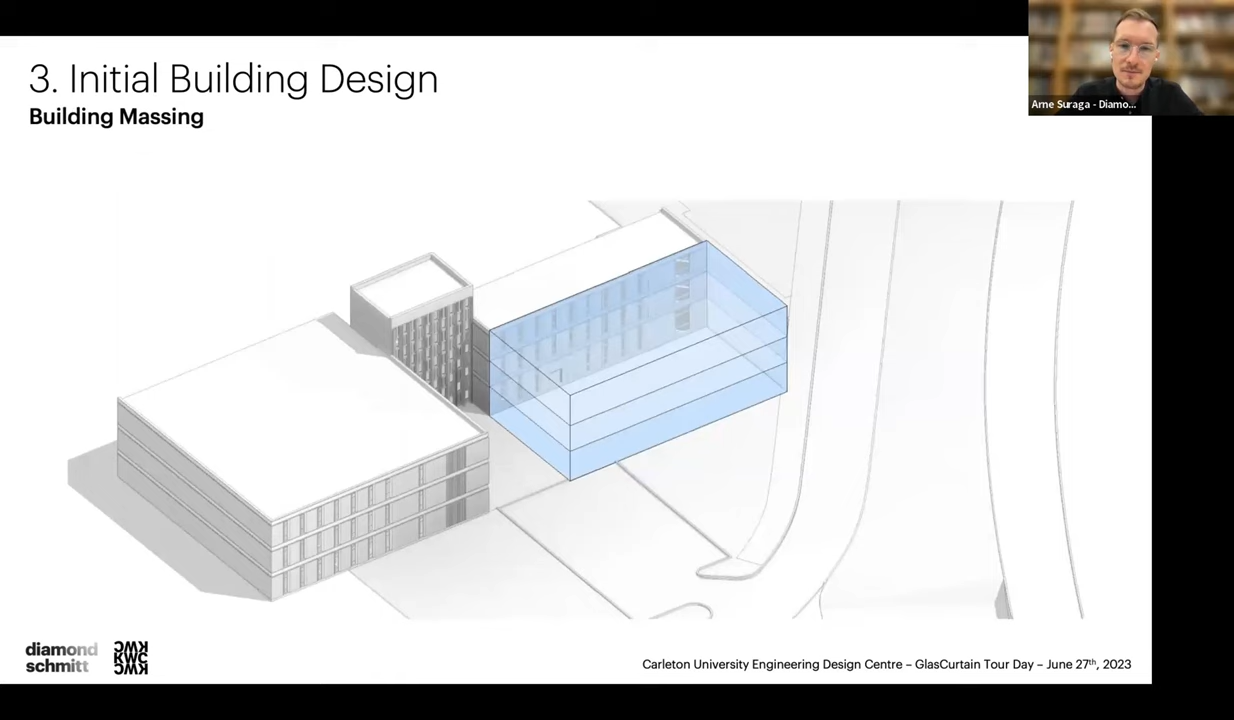 3. Initial Building Design
Building Massing
Arne Suraga - Diamo...
diamond
schmitt
KWC
Carleton University Engineering Design Centre – GlasCurtain Tour Day – June 27th, 2023